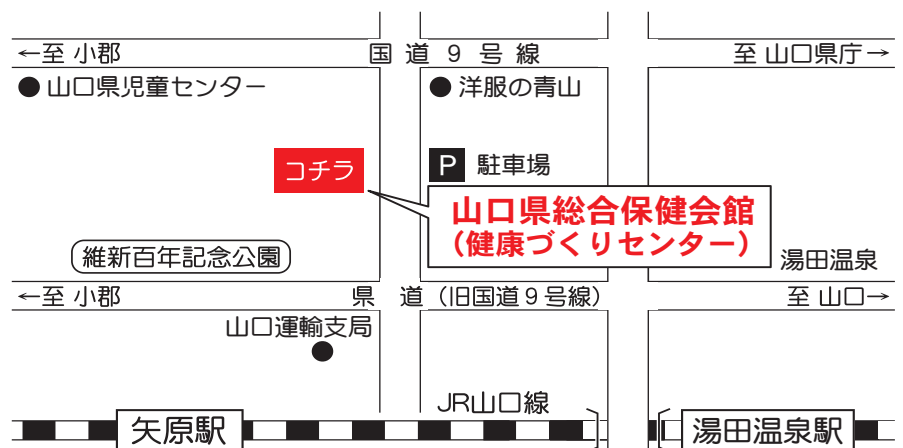 ←至 小郡
国道9号線
至 山口県庁→
●山口県児童センター
●洋服の青山
コチラ
P 駐車場
山口県総合保健会館
(健康づくりセンター)
維新百年記念公園
湯田温泉
←至 小郡
県道(旧国道9号線)
至 山口→
山口運輸支局
JR山口線
矢原駅
湯田温泉駅